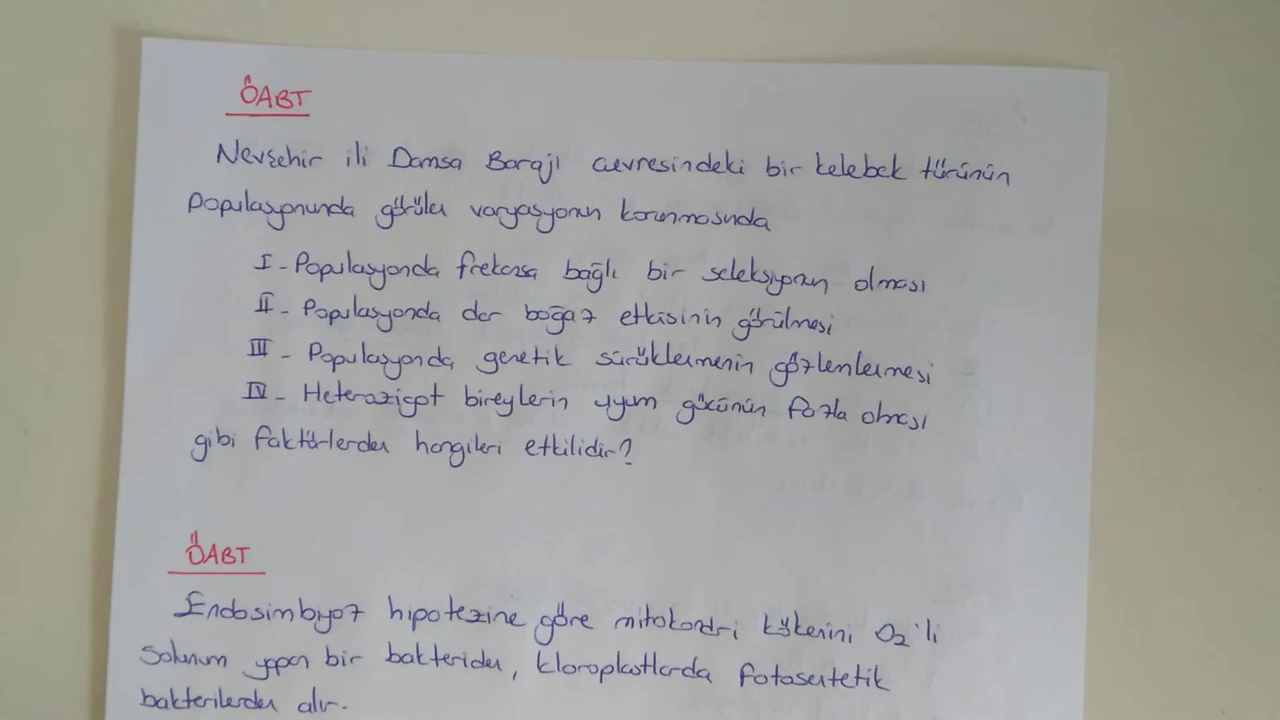 ÖABT
Nevşehir ili Damsa Barajı çevresindeki bir kelebek türünün
Populasyonunda görülen varyasyonun korunmasında
I - Populasyonda frekansa bağlı bir seleksiyonun olması
II - Populasyonda dar boğaz etkisinin görülmesi
III - Populasyonda genetik sürüklenmenin gözlenlenmesi
IV - Heterazigot bireylerin uyum gücünün fazla olması
gibi faktörlerden hangileri etkilidir?
ÖABT
Endosimbiyoz hipotezine göre mitokondri kökenini O2'li
solunum yapan bir bakteriden, kloroplastlarda fotosentetik
bakterilerden alır.